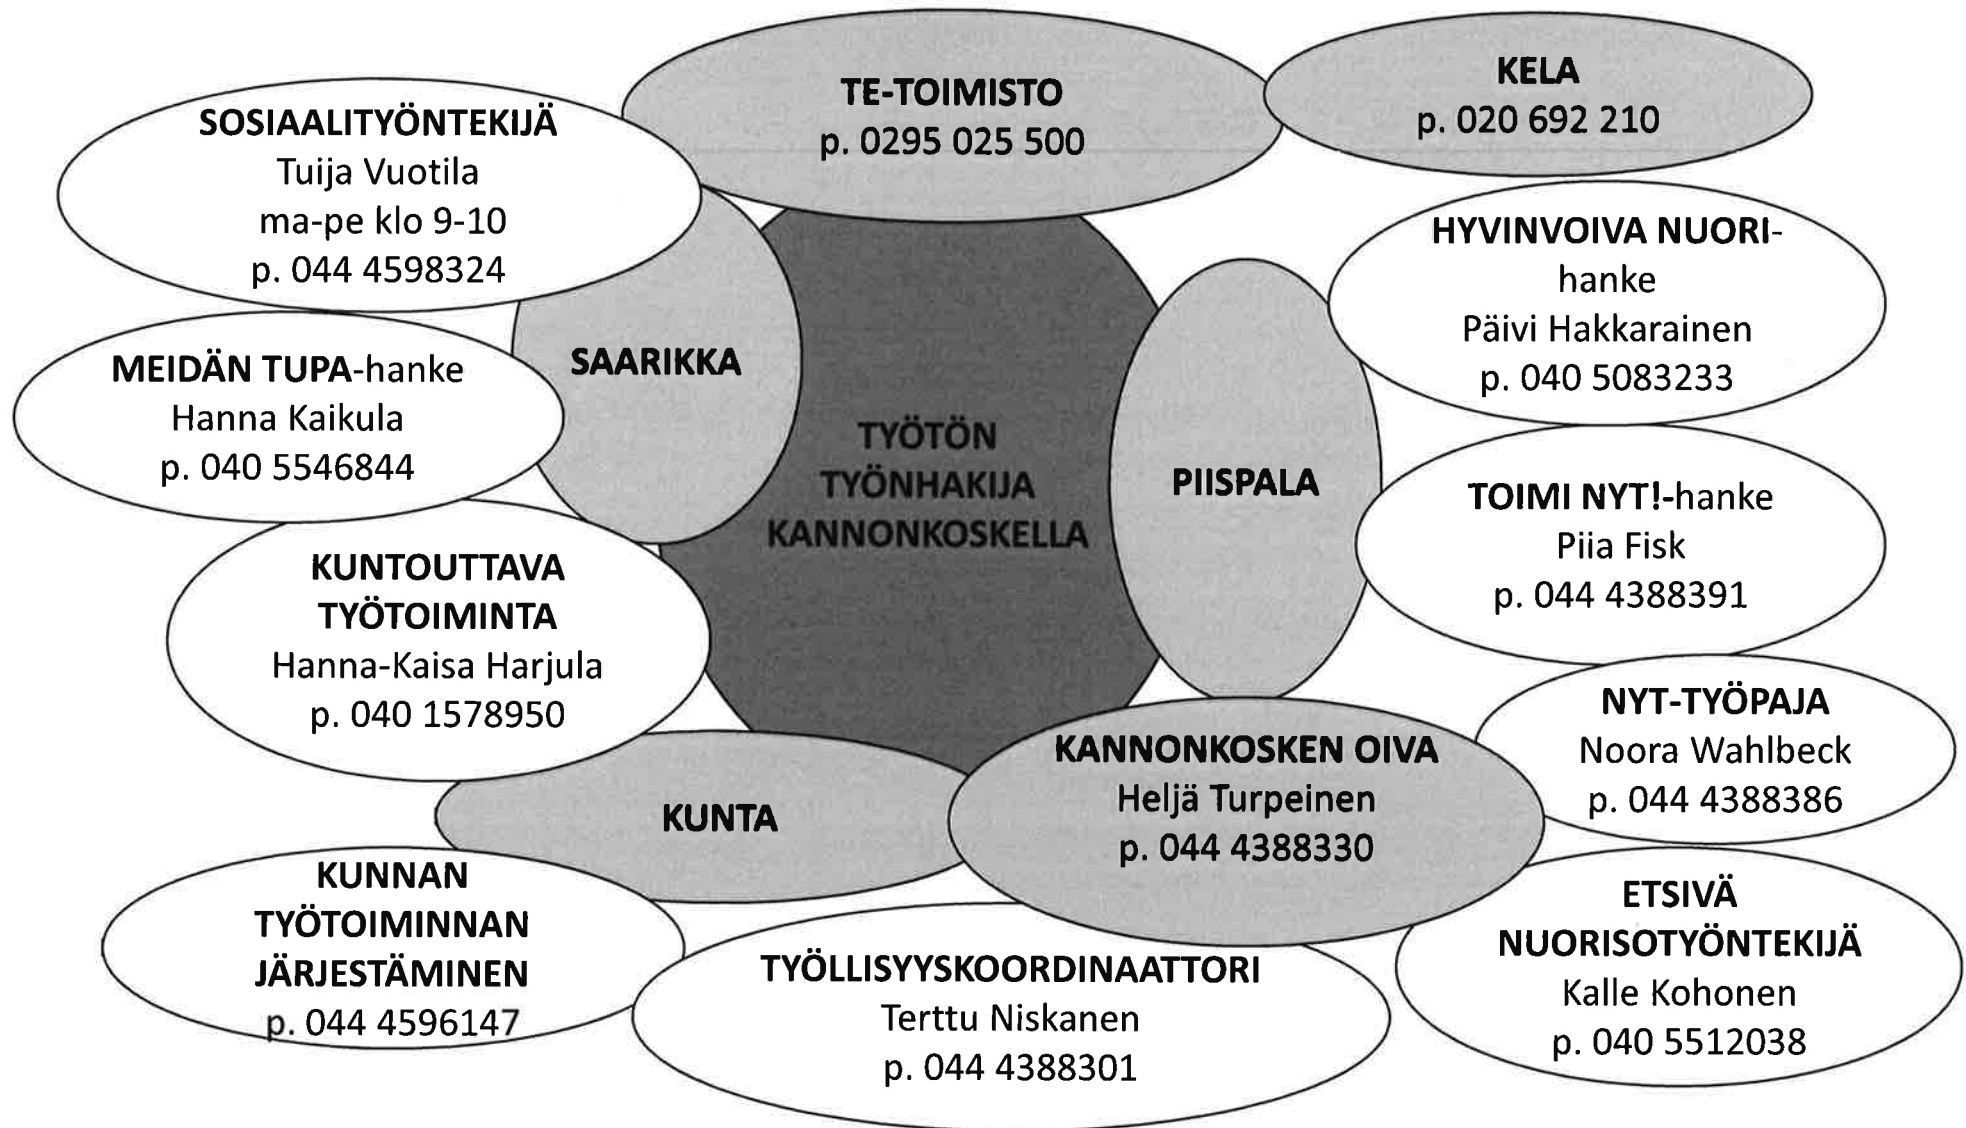 TE-TOIMISTO
p. 0295 025 500
KELA
p. 020 692 210
SOSIAALITYÖNTEKIJÄ
Tuija Vuotila
ma-pe klo 9-10
p. 044 4598324
HYVINVOIVA NUORI-
hanke
Päivi Hakkarainen
p. 040 5083233
MEIDÄN TUPA-hanke
Hanna Kaikula
p. 040 5546844
SAARIKKA
TYÖTÖN
TYÖNHAKIJA
KANNONKOSKELLA
PIISPALA
TOIMI NYT!-hanke
Piia Fisk
p. 044 4388391
KUNTOUTTAVA
TYÖTOIMINTA
Hanna-Kaisa Harjula
p. 040 1578950
NYT-TYÖPAJA
Noora Wahlbeck
p. 044 4388386
KANNONKOSKEN OIVA
Heljä Turpeinen
p. 044 4388330
KUNTA
KUNNAN
TYÖTOIMINNAN
JÄRJESTÄMINEN
p. 044 4596147
TYÖLLISYYSKOORDINAATTORI
Terttu Niskanen
p. 044 4388301
ETSIVÄ
NUORISOTYÖNTEKIJÄ
Kalle Kohonen
p. 040 5512038